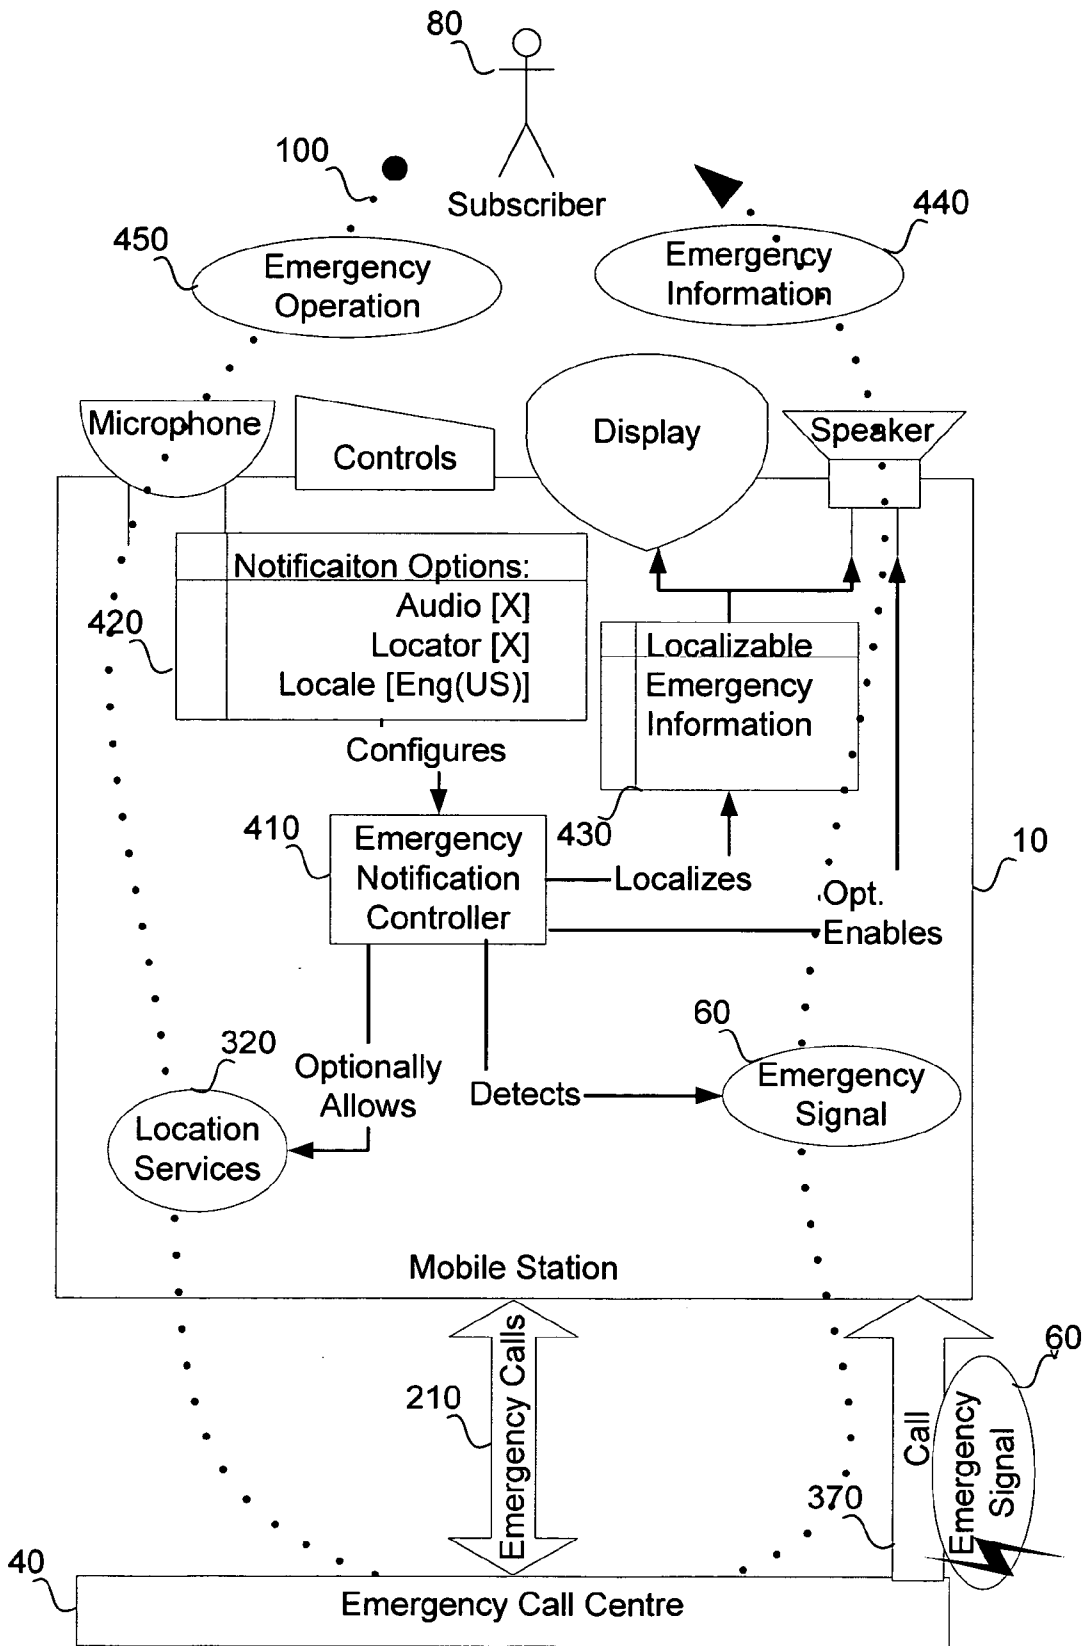 80
100
Subscriber
450
440
Emergency
Operation
Emergency
Information
Microphone
Controls
Display
Speaker
Notificaiton Options:
Audio [X]
Locator [X]
Locale [Eng(US)]
420
Localizable
Emergency
Information
Configures
430
410
Emergency
Notification
Controller
Localizes
10
Opt.
Enables
60
320
Optionally
Allows
Detects
Emergency
Signal
Location
Services
Mobile Station
Emergency Calls
210
Call
60
Emergency
Signal
370
40
Emergency Call Centre